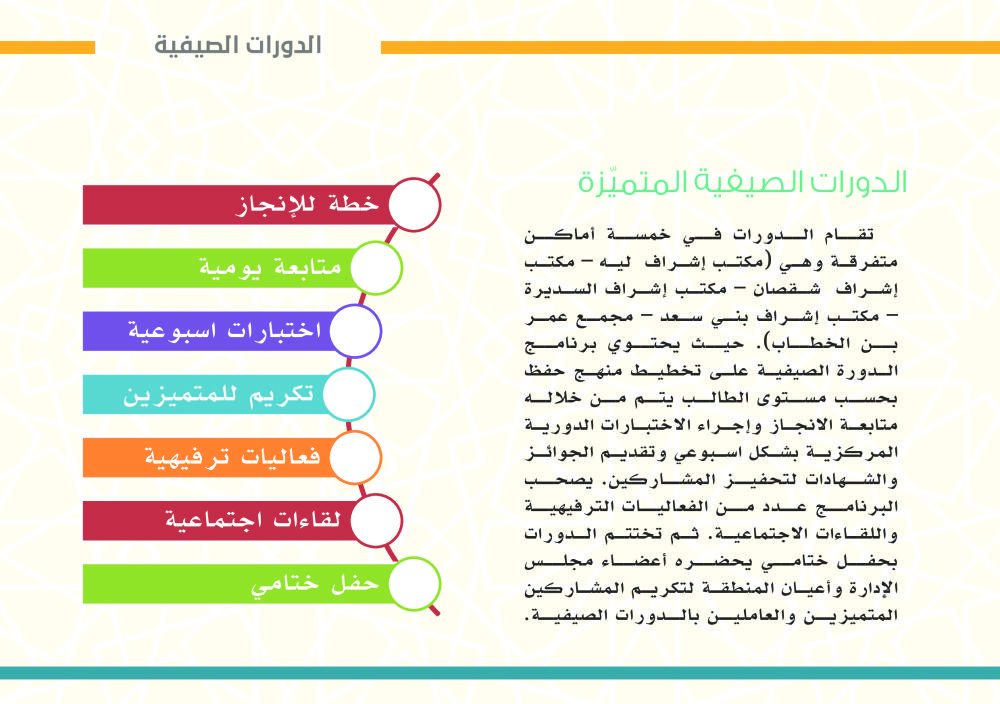 الدورات الصيفية
الدورات الصيفية المتميّزة
تقام الدورات في خمسة أماكن
متفرقة وهي (مكتب إشراف ليه – مكتب
إشراف شقصان – مكتب إشراف السديرة
– مكتب إشراف بني سعد – مجمع عمر
بن الخطاب). حيث يحتوي برنامج
الدورة الصيفية على تخطيط منهج حفظ
بحسب مستوى الطالب يتم من خلاله
متابعة الانجاز وإجراء الاختبارات الدورية
المركزية بشكل اسبوعي وتقديم الجوائز
والشهادات لتحفيز المشاركين. يصحب
البرنامج عدد من الفعاليات الترفيهية
واللقاءات الاجتماعية. ثم تختتم الدورات
بحفل ختامي يحضره أعضاء مجلس
الإدارة وأعيان المنطقة لتكريم المشاركين
المتميزين والعاملين بالدورات الصيفية.
خطة للإنجاز
متابعة يومية
اختبارات اسبوعية
تكريم للمتميزين
فعاليات ترفيهية
لقاءات اجتماعية
حفل ختامي